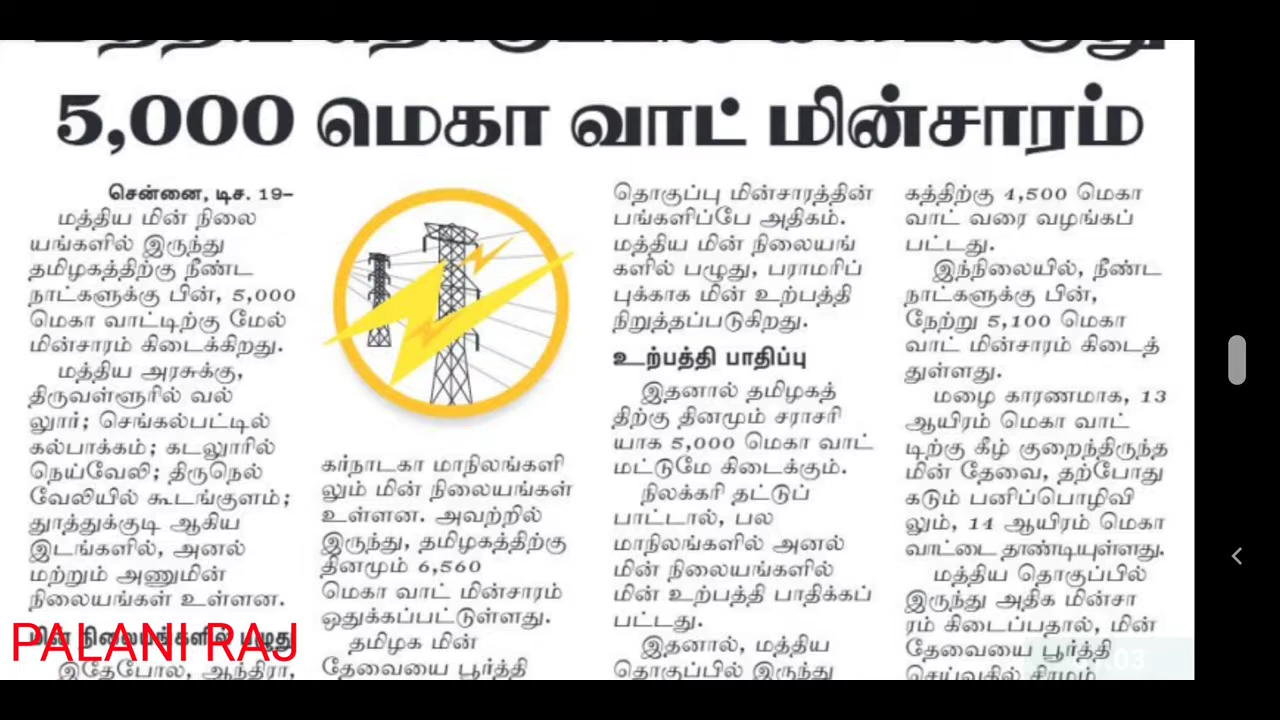 மத்திய தொகுப்பில் கிடைக்குது
5,000 மெகா வாட் மின்சாரம்
சென்னை, டிச. 19–
மத்திய மின் நிலை
யங்களில் இருந்து
தமிழகத்திற்கு நீண்ட
நாட்களுக்கு பின், 5,000
மெகா வாட்டிற்கு மேல்
மின்சாரம் கிடைக்கிறது.
மத்திய அரசுக்கு,
திருவள்ளூரில் வல்
லுார்; செங்கல்பட்டில்
கல்பாக்கம்; கடலுாரில்
நெய்வேலி; திருநெல்
வேலியில் கூடங்குளம்;
துாத்துக்குடி ஆகிய
இடங்களில், அனல்
மற்றும் அணுமின்
நிலையங்கள் உள்ளன.
மின் நிலையங்களில் பழுது
இதேபோல, ஆந்திரா,
கர்நாடகா மாநிலங்களி
லும் மின் நிலையங்கள்
உள்ளன. அவற்றில்
இருந்து, தமிழகத்திற்கு
தினமும் 6,560
மெகா வாட் மின்சாரம்
ஒதுக்கப்பட்டுள்ளது.
தமிழக மின்
தேவையை பூர்த்தி
தொகுப்பு மின்சாரத்தின்
பங்களிப்பே அதிகம்.
மத்திய மின் நிலையங்
களில் பழுது, பராமரிப்
புக்காக மின் உற்பத்தி
நிறுத்தப்படுகிறது.
உற்பத்தி பாதிப்பு
இதனால் தமிழகத்
திற்கு தினமும் சராசரி
யாக 5,000 மெகா வாட்
மட்டுமே கிடைக்கும்.
நிலக்கரி தட்டுப்
பாட்டால், பல
மாநிலங்களில் அனல்
மின் நிலையங்களில்
மின் உற்பத்தி பாதிக்கப்
பட்டது.
இதனால், மத்திய
தொகுப்பில் இருந்து
கத்திற்கு 4,500 மெகா
வாட் வரை வழங்கப்
பட்டது.
இந்நிலையில், நீண்ட
நாட்களுக்கு பின்,
நேற்று 5,100 மெகா
வாட் மின்சாரம் கிடைத்
துள்ளது.
மழை காரணமாக, 13
ஆயிரம் மெகா வாட்
டிற்கு கீழ் குறைந்திருந்த
மின் தேவை, தற்போது
கடும் பனிப்பொழிவி
லும், 14 ஆயிரம் மெகா
வாட்டை தாண்டியுள்ளது.
மத்திய தொகுப்பில்
இருந்து அதிக மின்சா
ரம் கிடைப்பதால், மின்
தேவையை பூர்த்தி
செய்வதில் சிரமம்
PALANI RAJ